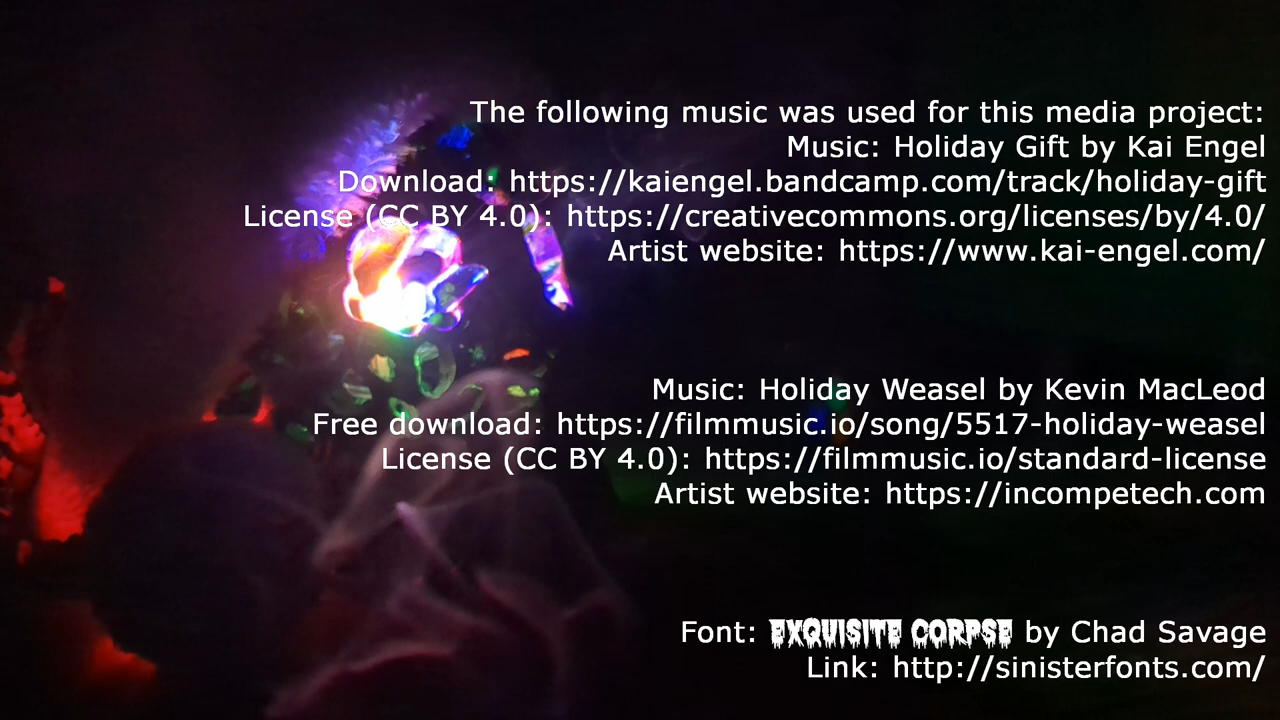 The following music was used for this media project:
Music: Holiday Gift by Kai Engel
Download: https://kaiengel.bandcamp.com/track/holiday-gift
License (CC BY 4.0): https://creativecommons.org/licenses/by/4.0/
Artist website: https://www.kai-engel.com/
Music: Holiday Weasel by Kevin MacLeod
Free download: https://filmmusic.io/song/5517-holiday-weasel
License (CC BY 4.0): https://filmmusic.io/standard-license
Artist website: https://incompetech.com
Font: EXQUISITE CORPSE by Chad Savage
Link: http://sinisterfonts.com/